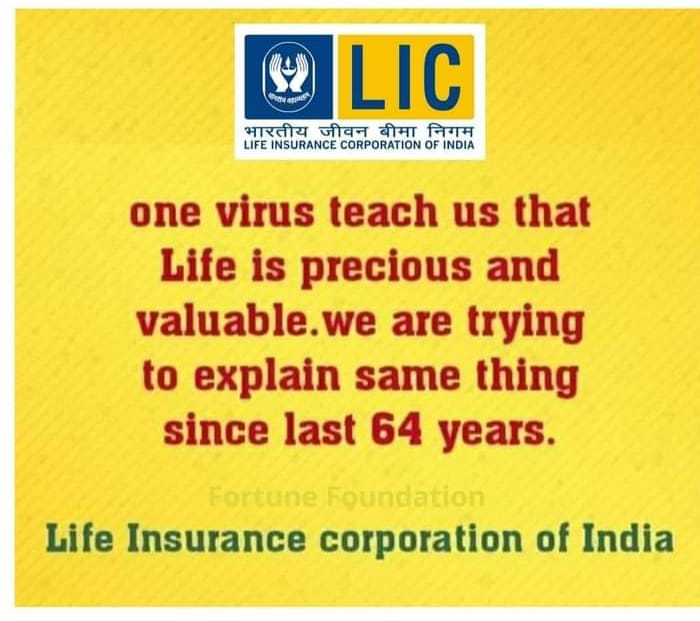 LIC
भारतीय जीवन बीमा निगम
LIFE INSURANCE CORPORATION OF INDIA
one virus teach us that
Life is precious and
valuable.we are trying
to explain same thing
since last 64 years.
Fortune Foundation
Life Insurance corporation of India